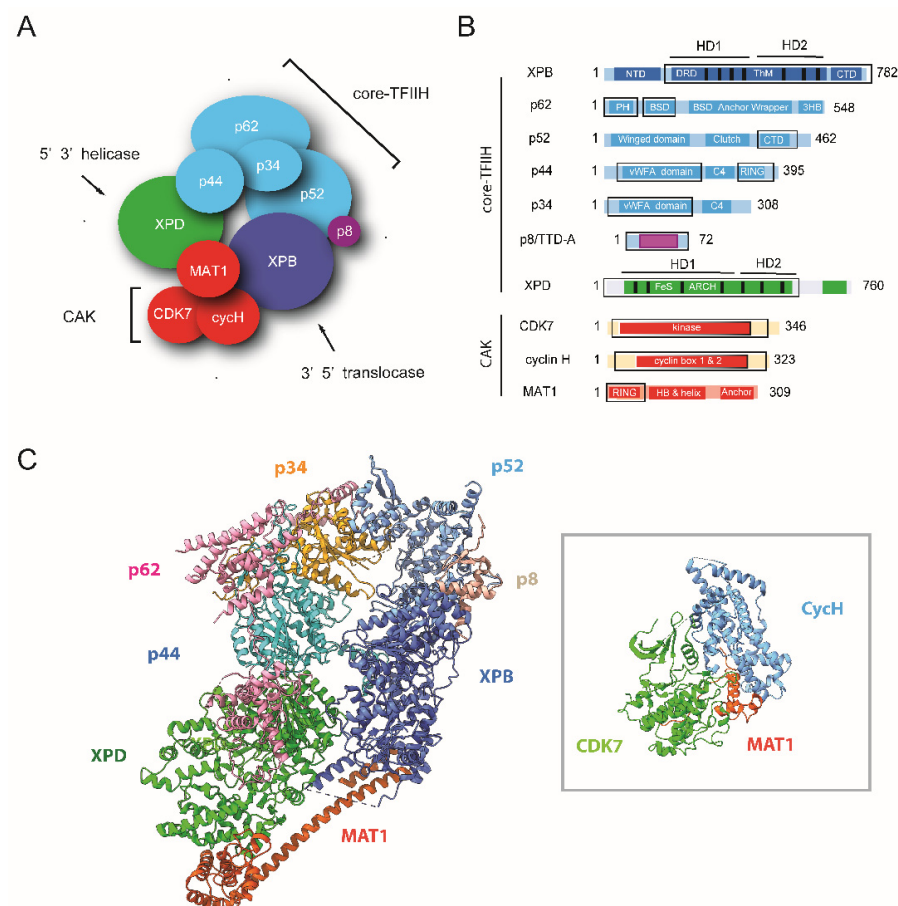 A
core-TFIIH
p62
5' 3' helicase
p34
p44
p52
XPD
p8
XPB
MAT1
CAK
CDK7
cycH
3' 5' translocase
B
HD1 HD2
XPB 1 NTD DRD ThM CTD 782
p62 1 PH BSD BSD Anchor Wrapper 3HB 548
p52 1 Winged domain Clutch CTD 462
p44 1 vWFA domain C4 RING 395
p34 1 vWFA domain C4 308
p8/TTD-A 1 72
HD1 HD2
XPD 1 FeS ARCH 760
core-TFIIH
CDK7 1 kinase 346
cyclin H 1 cyclin box 1 & 2 323
MAT1 1 RING HB & helix Anchor 309
CAK
C
p34
p52
p62
p8
p44
XPB
XPD
MAT1
CycH
CDK7
MAT1